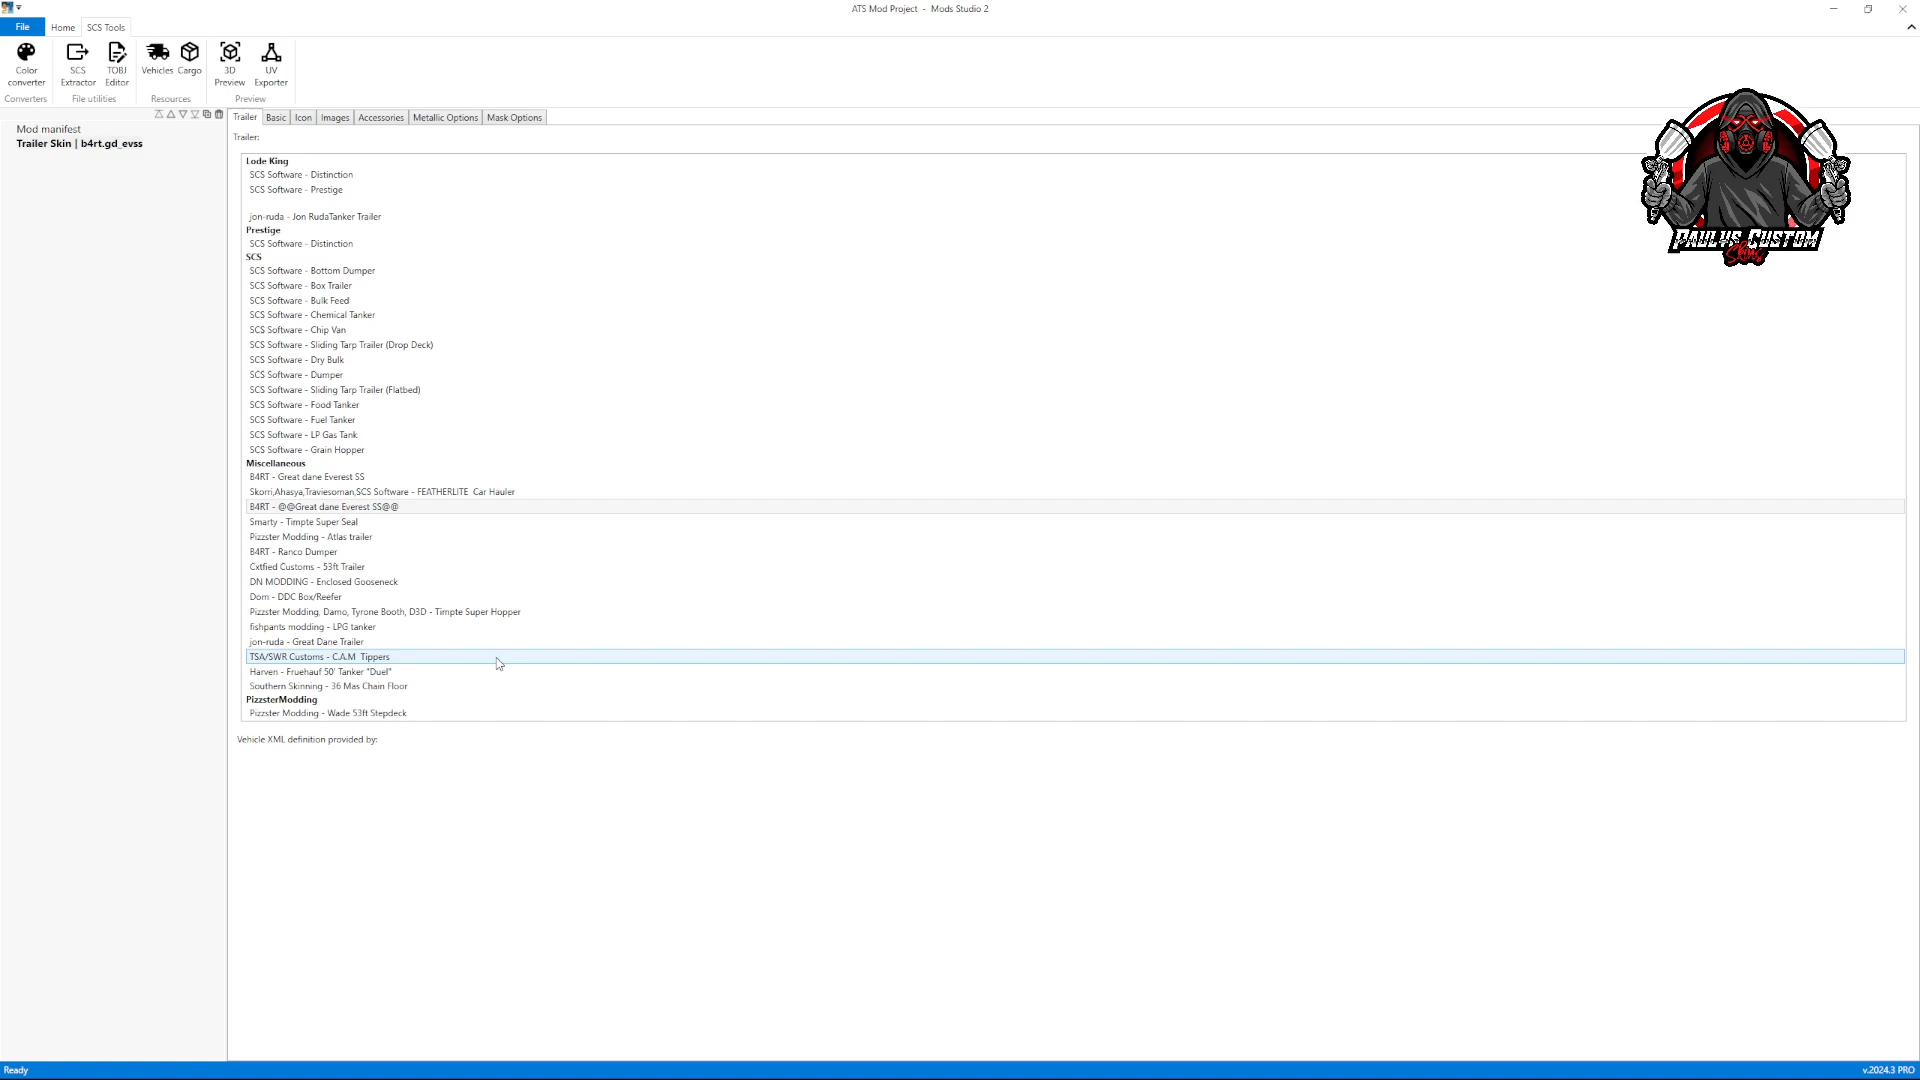 ATS Mod Project - Mods Studio 2
File Home SCS Tools
Color converter
SCS Extractor
TOBJ Editor
Vehicles
Cargo
3D Preview
UV Exporter
Converters File utilities Resources Preview
Mod manifest
Trailer Skin | b4rt.gd_evss
Trailer Basic Icon Images Accessories Metallic Options Mask Options
Trailer:
Lode King
SCS Software - Distinction
SCS Software - Prestige
jon-ruda - Jon RudaTanker Trailer
Prestige
SCS Software - Distinction
SCS
SCS Software - Bottom Dumper
SCS Software - Box Trailer
SCS Software - Bulk Feed
SCS Software - Chemical Tanker
SCS Software - Chip Van
SCS Software - Sliding Tarp Trailer (Drop Deck)
SCS Software - Dry Bulk
SCS Software - Dumper
SCS Software - Sliding Tarp Trailer (Flatbed)
SCS Software - Food Tanker
SCS Software - Fuel Tanker
SCS Software - LP Gas Tank
SCS Software - Grain Hopper
Miscellaneous
B4RT - Great dane Everest SS
Skorri,Ahasya,Traviesoman,SCS Software - FEATHERLITE Car Hauler
B4RT - @@Great dane Everest SS@@
Smarty - Timpte Super Seal
Pizzster Modding - Atlas trailer
B4RT - Ranco Dumper
Cxtfied Customs - 53ft Trailer
DN MODDING - Enclosed Gooseneck
Dom - DDC Box/Reefer
Pizzster Modding, Damo, Tyrone Booth, D3D - Timpte Super Hopper
fishpants modding - LPG tanker
jon-ruda - Great Dane Trailer
TSA/SWR Customs - C.A.M Tippers
Harven - Fruehauf 50' Tanker "Duel"
Southern Skinning - 36 Mas Chain Floor
PizzsterModding
Pizzster Modding - Wade 53ft Stepdeck
Vehicle XML definition provided by:
PAULYS CUSTOM
Skins
Ready
v.2024.3 PRO